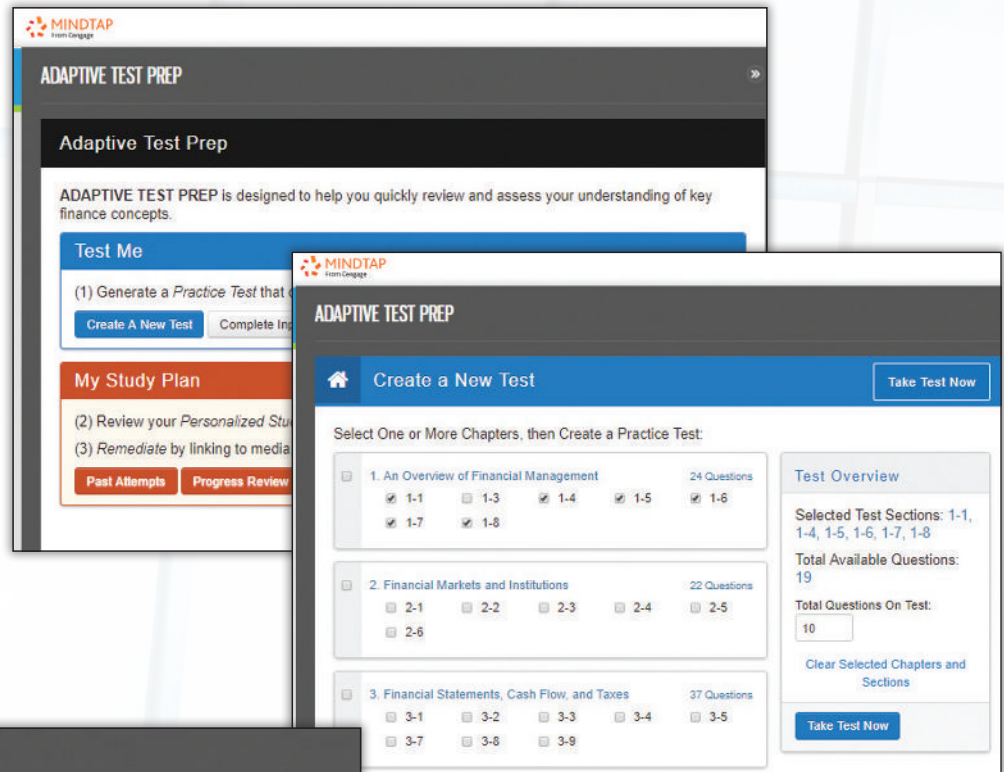 MINDTAP
From Cengage
ADAPTIVE TEST PREP
Adaptive Test Prep
ADAPTIVE TEST PREP is designed to help you quickly review and assess your understanding of key
finance concepts.
Test Me
(1) Generate a Practice Test that
Create A New Test Complete
My Study Plan
(2) Review your Personalized
(3) Remediate by linking to media
Past Attempts Progress Review
MINDTAP
From Cengage
ADAPTIVE TEST PREP
Create a New Test
Take Test Now
Select One or More Chapters, then Create a Practice Test:
1. An Overview of Financial Management 24 Questions
1-1 1-3 1-4 1-5 1-6
1-7 1-8
2. Financial Markets and Institutions 22 Questions
2-1 2-2 2-3 2-4 2-5
2-6
3. Financial Statements, Cash Flow, and Taxes 37 Questions
3-1 3-2 3-3 3-4 3-5
3-7 3-8 3-9
Test Overview
Selected Test Sections: 1-1,
1-4, 1-5, 1-6, 1-7, 1-8
Total Available Questions:
19
Total Questions On Test:
10
Clear Selected Chapters and
Sections
Take Test Now